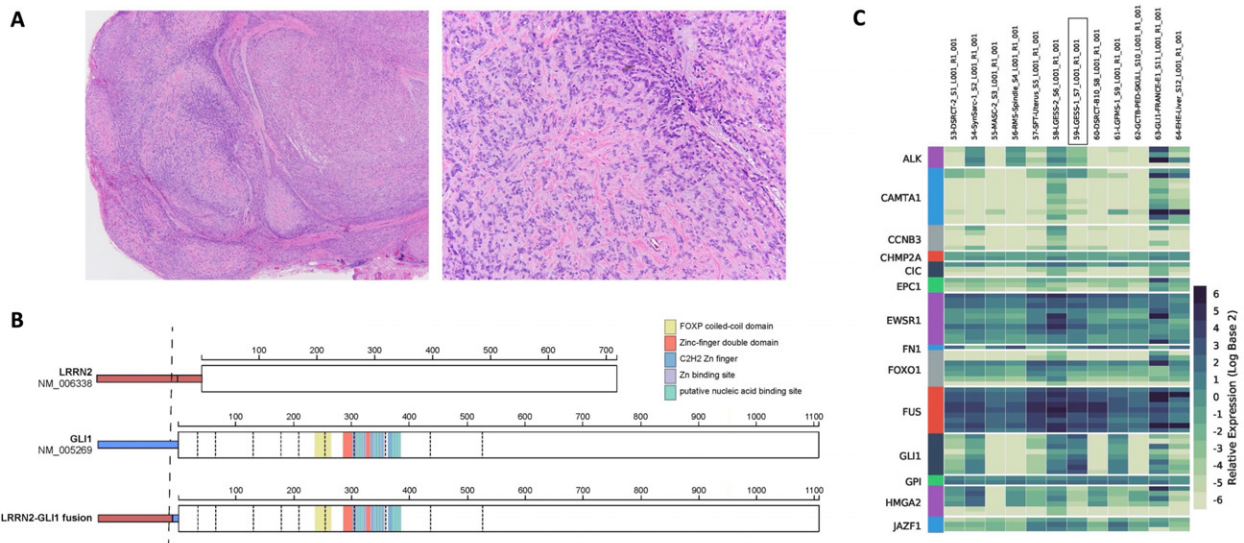 A
B
C
100 200 300 400 500 600 700
LRRN2
NM_006338
FOXP coiled-coil domain
Zinc-finger double domain
C2H2 Zn finger
Zn binding site
putative nucleic acid binding site
100 200 300 400 500 600 700 800 900 1000 1100
GLI1
NM_005269
100 200 300 400 500 600 700 800 900 1000 1100
LRRN2-GLI1 fusion
53-DSRCT-2_S1_L001_R1_001
54-SynSarc-1_S2_L001_R1_001
55-MASC-2_S3_L001_R1_001
56-RMS-Spindle_S4_L001_R1_001
57-SFT-Uterus_S5_L001_R1_001
58-LGESS-2_S6_L001_R1_001
59-LGESS-1_S7_L001_R1_001
60-DSRCT-B10_S8_L001_R1_001
61-LGFMS-1_S9_L001_R1_001
62-GCTB-PED-SKULL_S10_L001_R1_001
63-GLI1-FRANCE-E1_S11_L001_R1_001
64-EHE-Liver_S12_L001_R1_001
ALK
CAMTA1
CCNB3
CHMP2A
CIC
EPC1
EWSR1
FN1
FOXO1
FUS
GLI1
GPI
HMGA2
JAZF1
6
5
4
3
2
1
0
-1
-2
-3
-4
-5
-6
Relative Expression (Log Base 2)